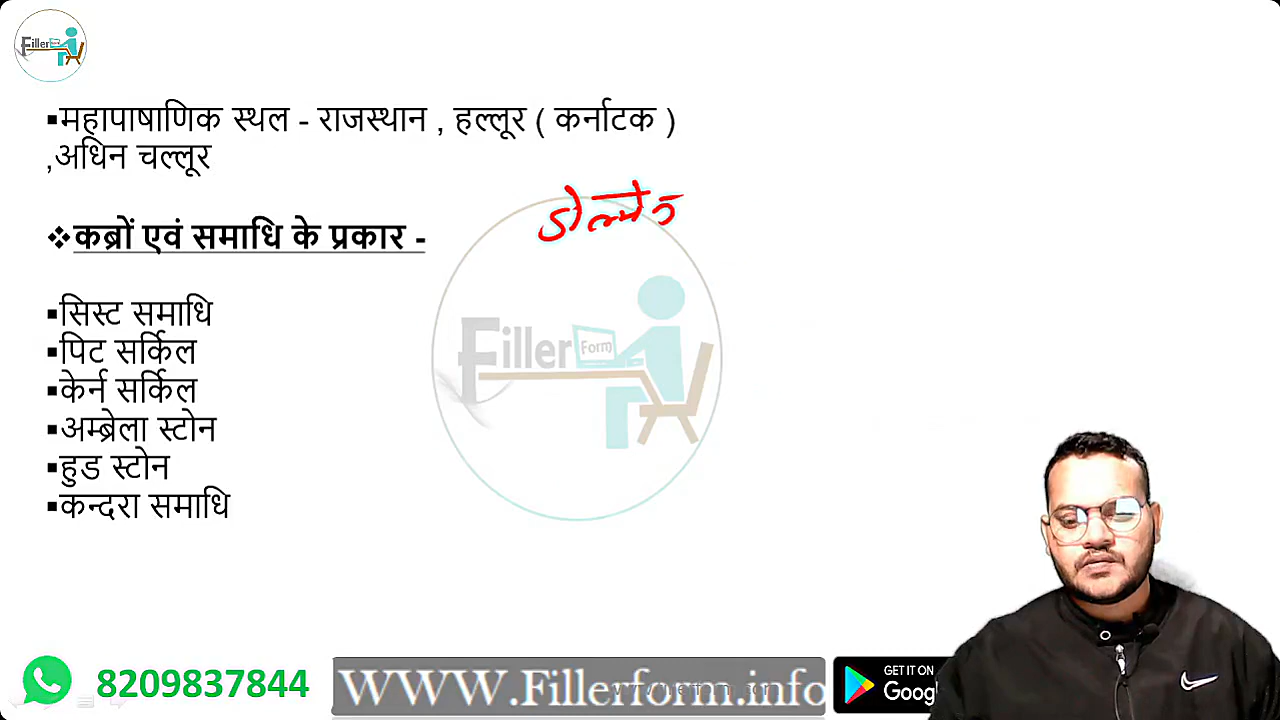 Filler
Form
▪महापाषाणिक स्थल - राजस्थान , हल्लूर ( कर्नाटक )
,अधिन चल्लूर
डोल्मेन
❖कब्रों एवं समाधि के प्रकार -
▪सिस्ट समाधि
▪पिट सर्किल
▪केर्न सर्किल
▪अम्ब्रेला स्टोन
▪हुड स्टोन
▪कन्दरा समाधि
Filler
Form
8209837844
WWW.Fillerform.info
GET IT ON
Googl